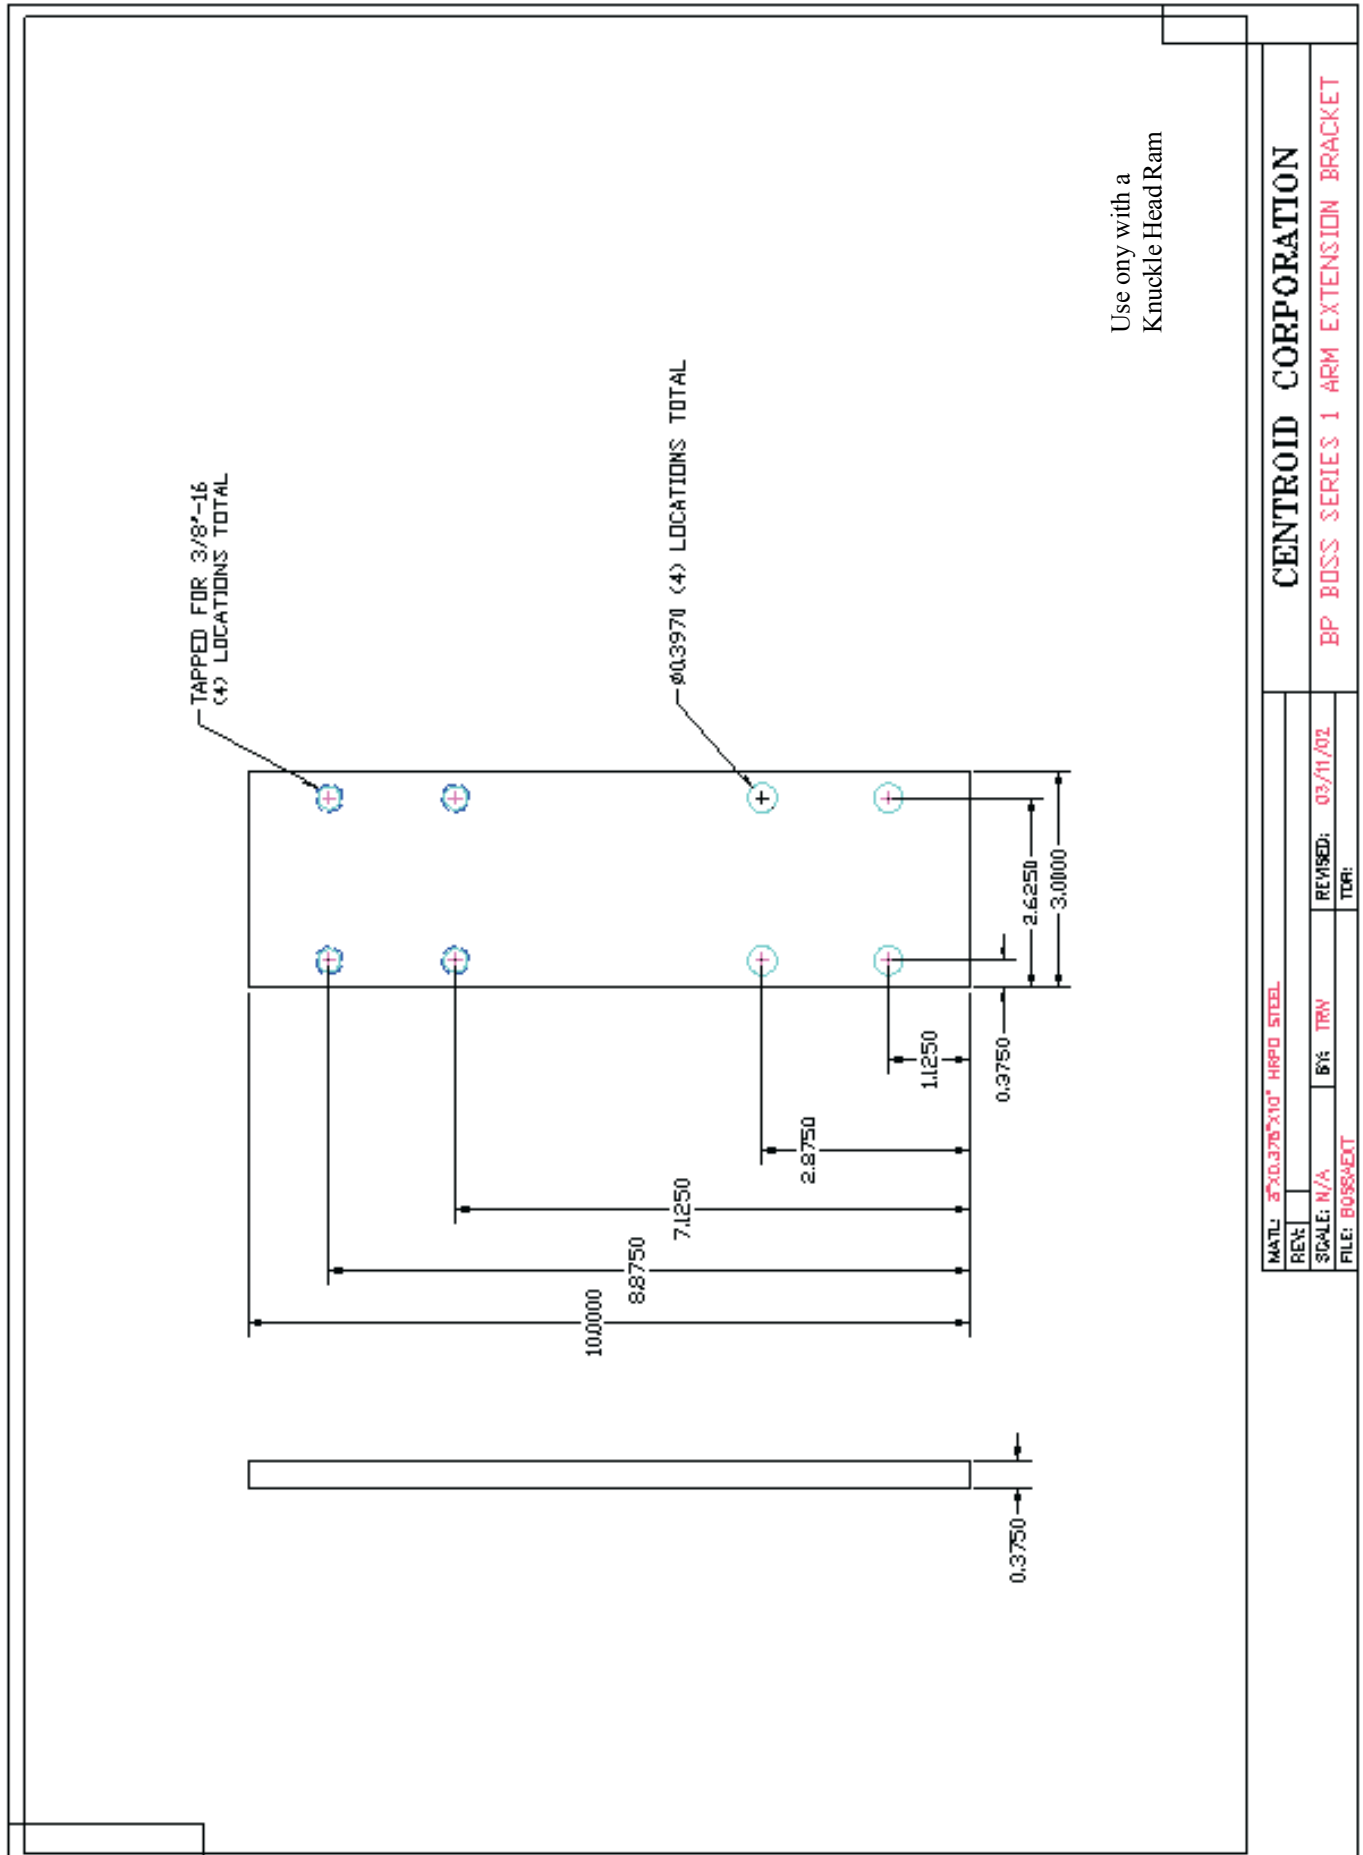 TAPPED FOR 3/8"-16
(4) LOCATIONS TOTAL
Ø0.3970 (4) LOCATIONS TOTAL
10.0000
8.8750
7.1250
2.8750
1.1250
0.3750
2.6250
3.0000
0.3750
Use ony with a
Knuckle Head Ram
MATL: 3"X0.375"X10" HRPO STEEL
REV:
SCALE: N/A
BY: TRW
REVISED: 03/11/02
FILE: BOSSAEXT
CENTROID CORPORATION
BP BOSS SERIES 1 ARM EXTENSION BRACKET